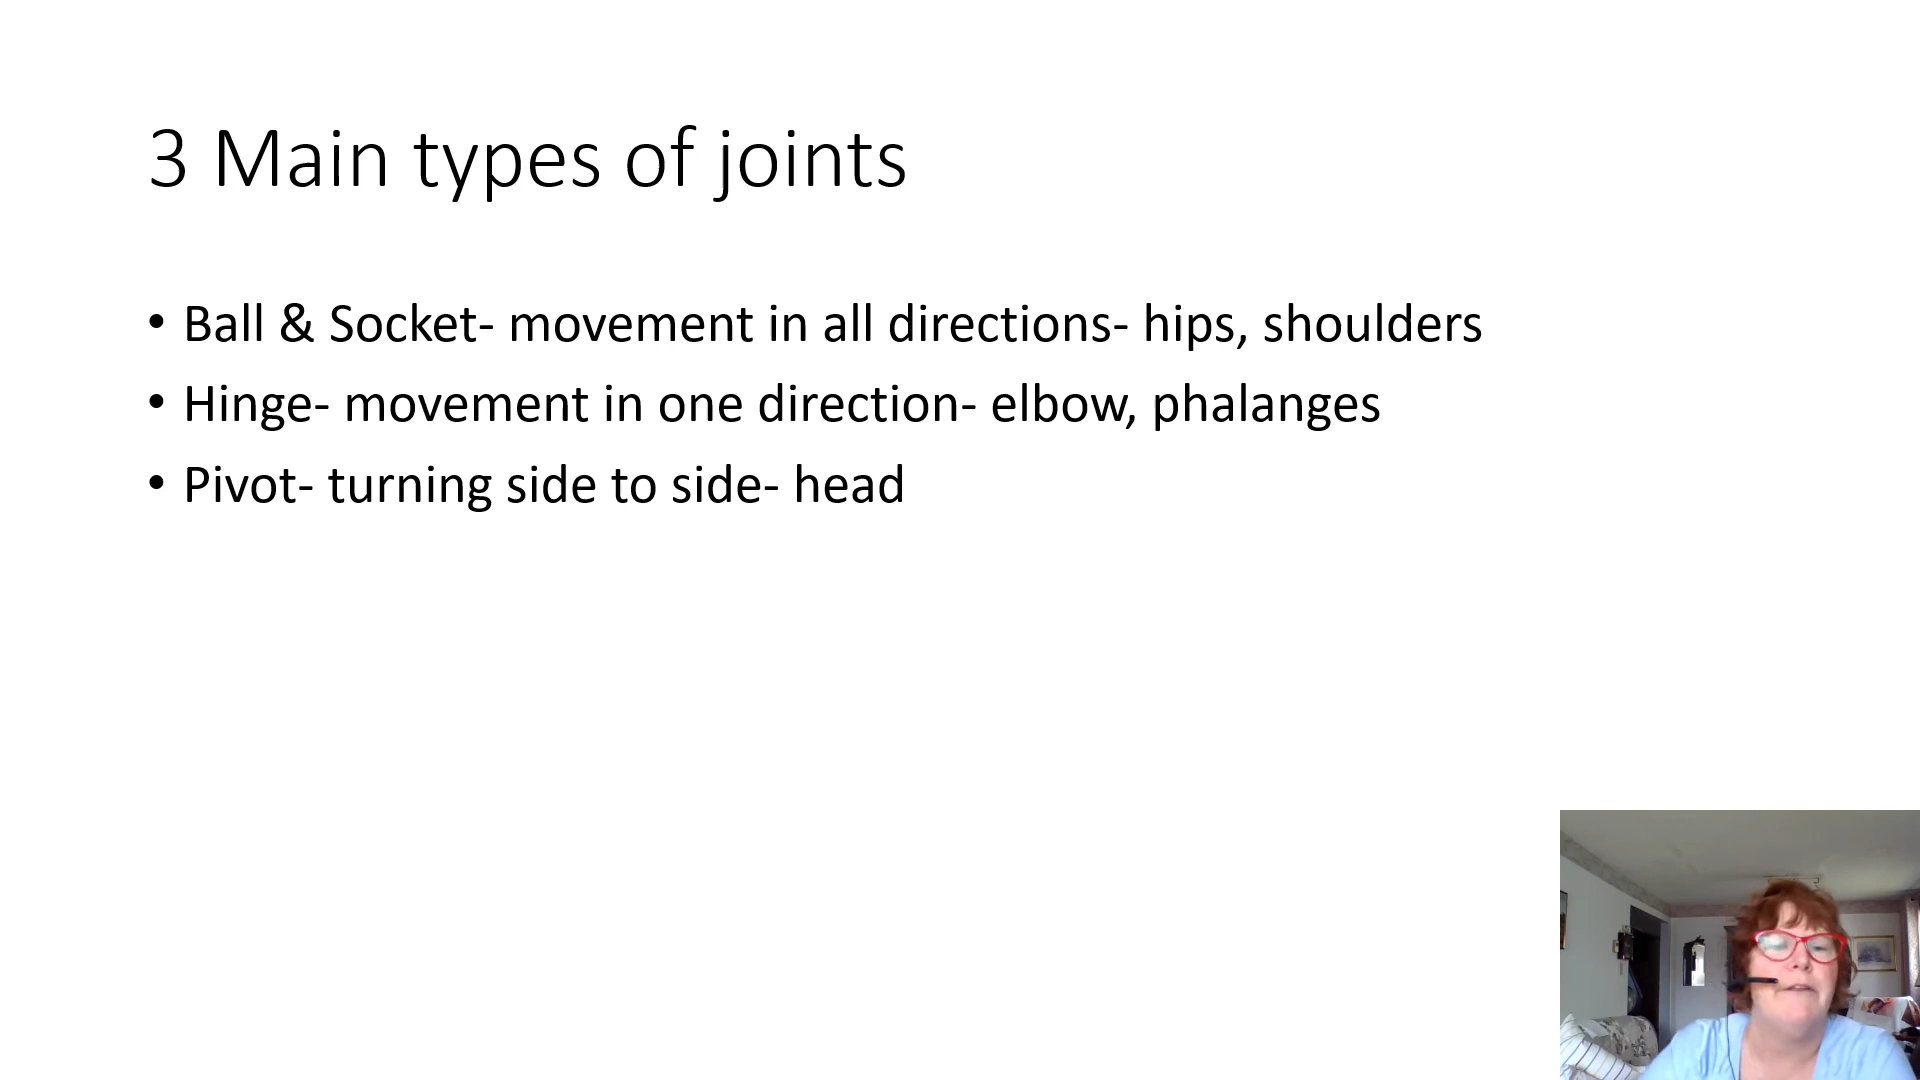 3 Main types of joints
• Ball & Socket- movement in all directions- hips, shoulders
• Hinge- movement in one direction- elbow, phalanges
• Pivot- turning side to side- head